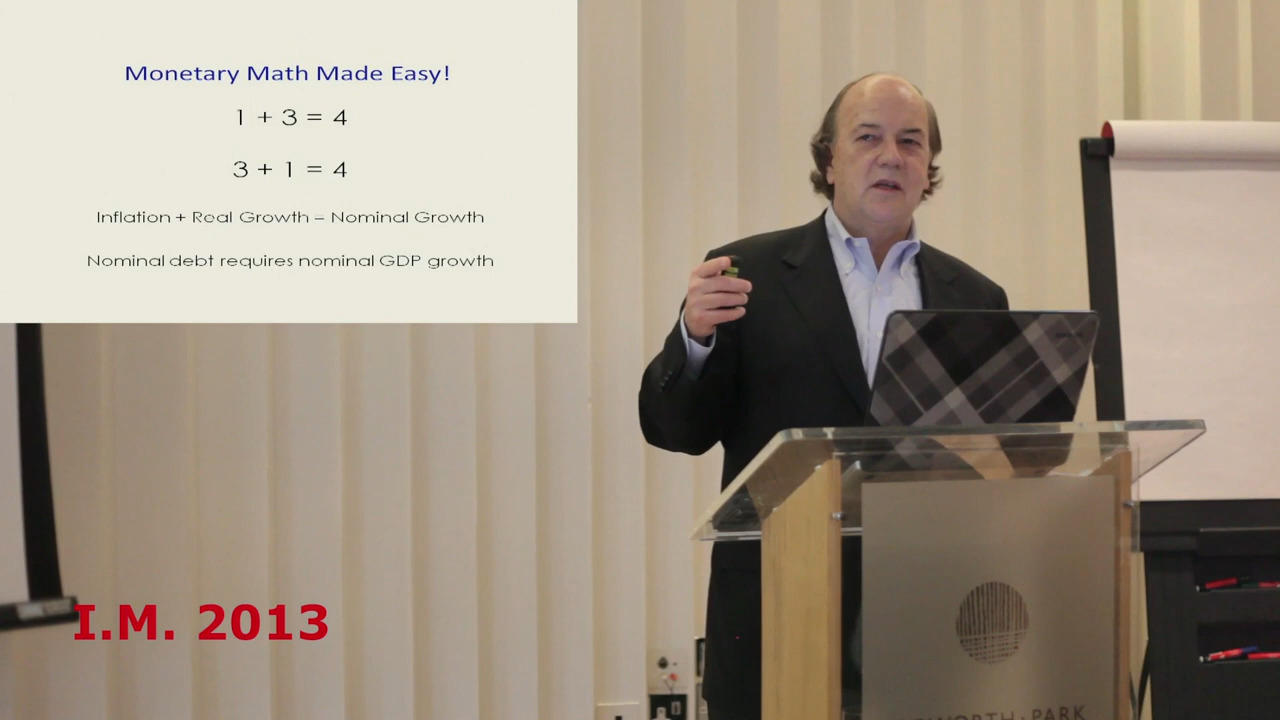 Monetary Math Made Easy!
1 + 3 = 4
3 + 1 = 4
Inflation + Real Growth = Nominal Growth
Nominal debt requires nominal GDP growth
I.M. 2013
PARK